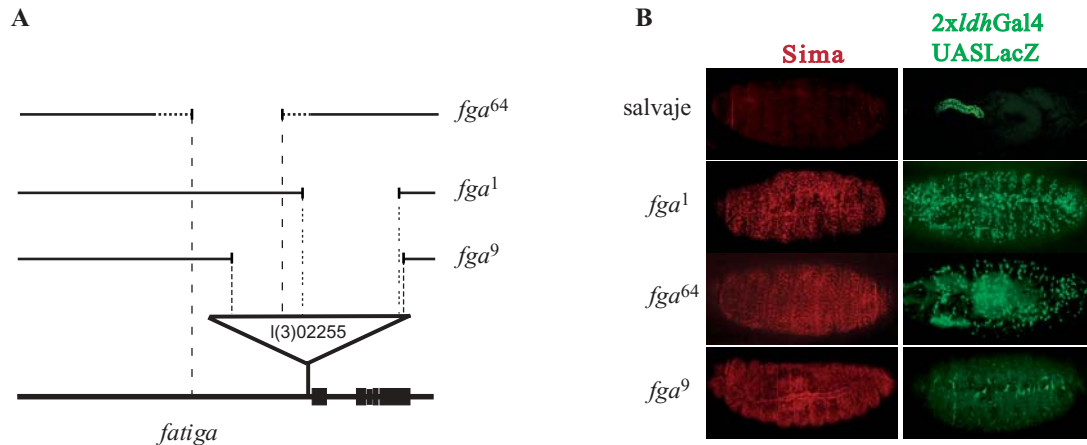 A
fga64
fga1
fga9
l(3)02255
fatiga
B
Sima
2xldhGal4
UASLacZ
salvaje
fga1
fga64
fga9